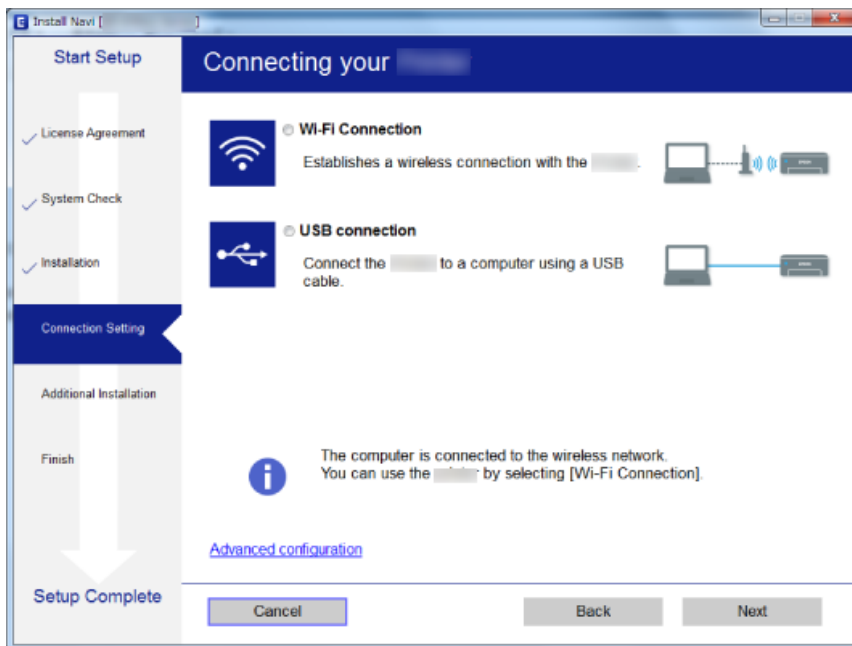 Install Navi [ ]
Start Setup
Connecting your
License Agreement
System Check
Installation
Connection Setting
Additional Installation
Finish
Setup Complete
Wi-Fi Connection
Establishes a wireless connection with the .
USB connection
Connect the to a computer using a USB
cable.
The computer is connected to the wireless network.
You can use the by selecting [Wi-Fi Connection].
Advanced configuration
Cancel
Back
Next